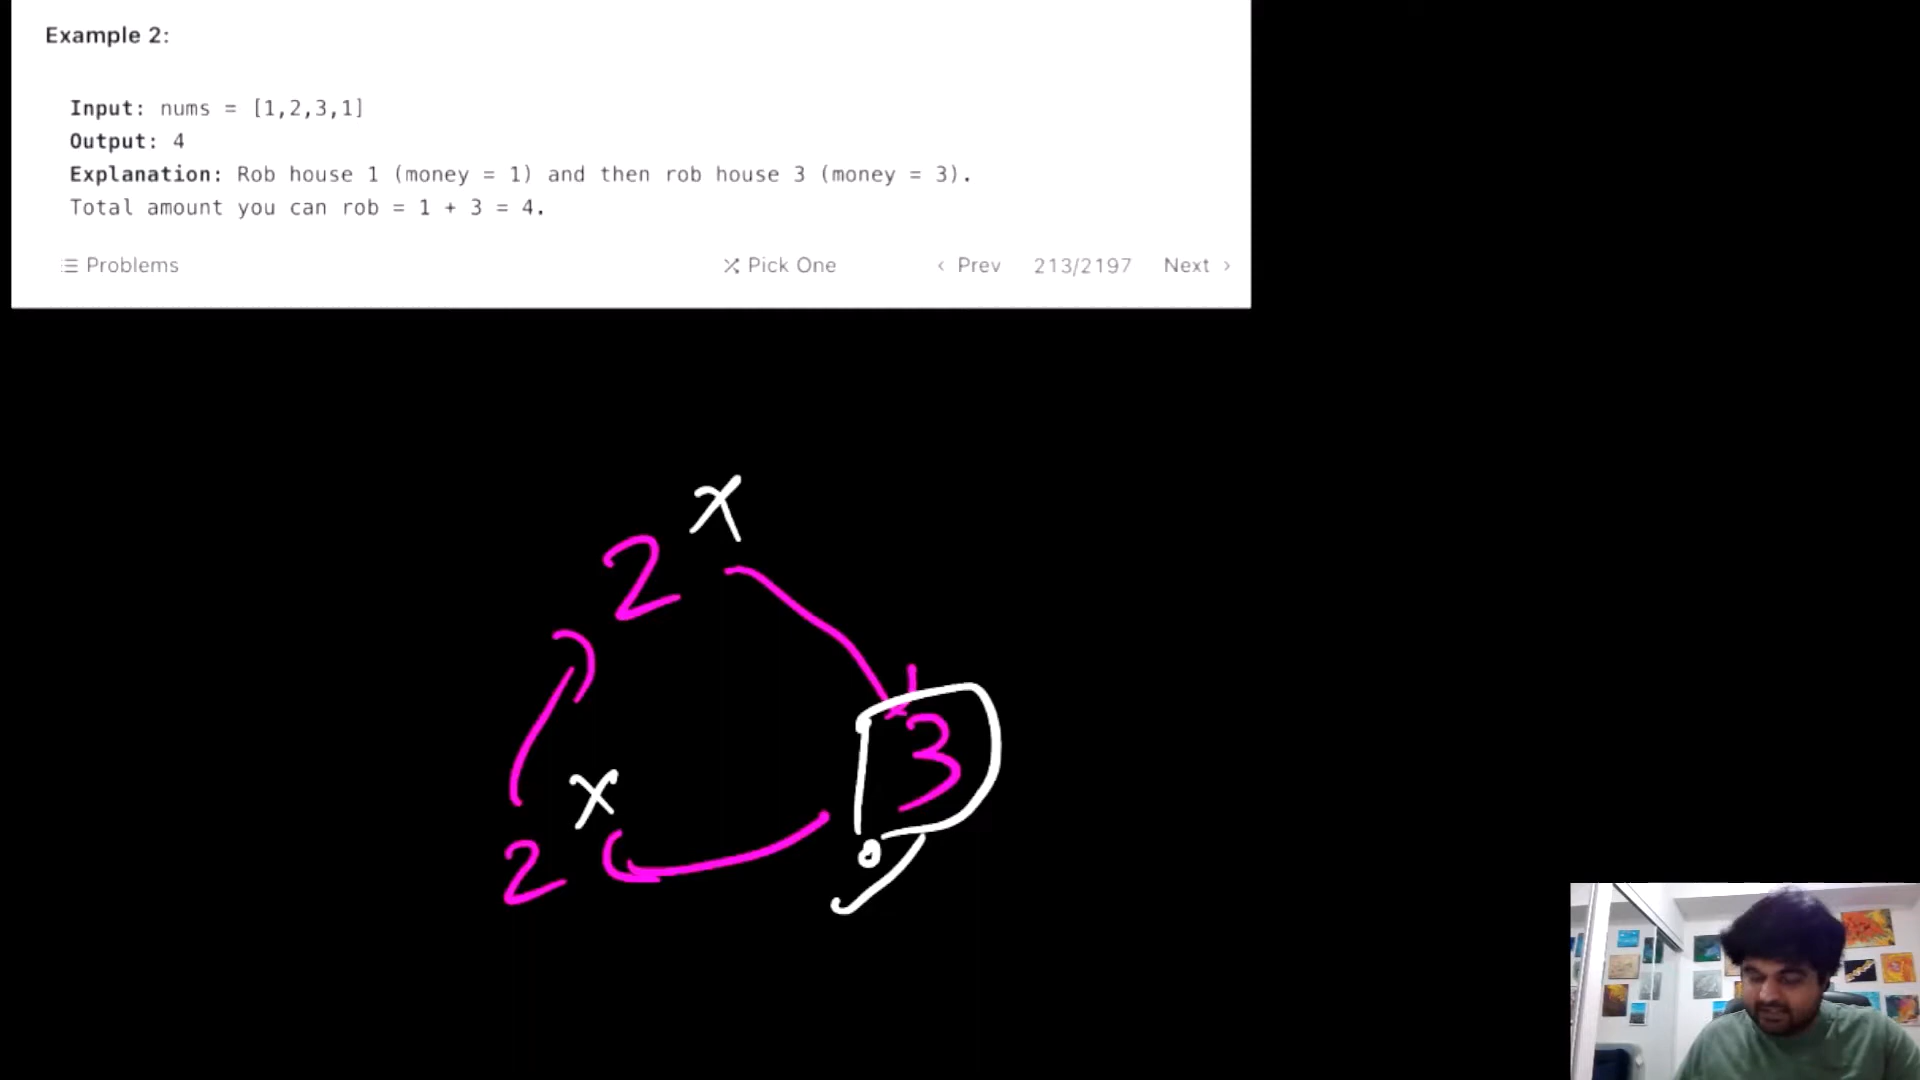 Example 2:
Input: nums = [1,2,3,1]
Output: 4
Explanation: Rob house 1 (money = 1) and then rob house 3 (money = 3).
Total amount you can rob = 1 + 3 = 4.
Problems Pick One Prev 213/2197 Next
x
2
3
x
2